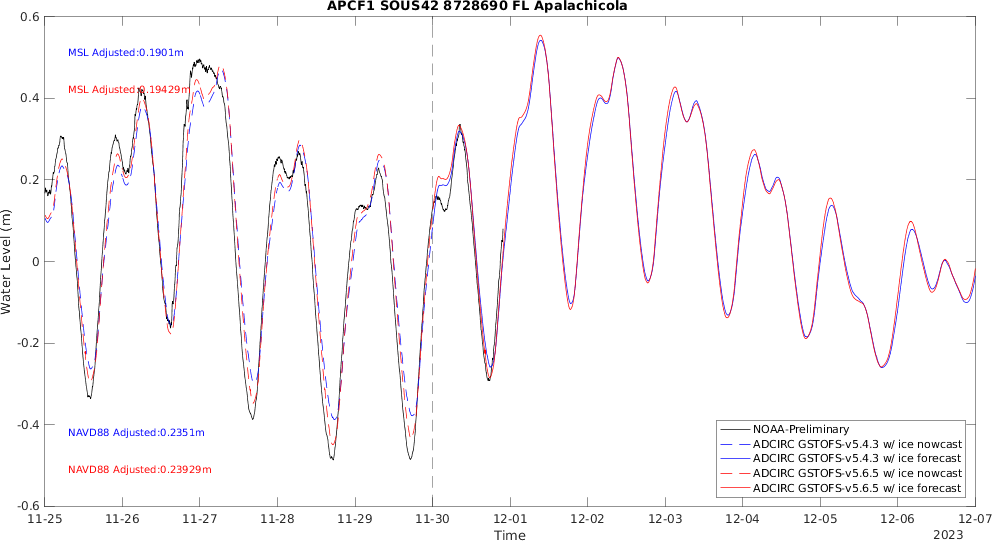 APCF1 SOUS42 8728690 FL Apalachicola
0.6
MSL Adjusted:0.1901m
MSL Adjusted:0.19429m
0.4
0.2
Water Level (m)
0
-0.2
-0.4
NAVD88 Adjusted:0.2351m
NAVD88 Adjusted:0.23929m
-0.6
NOAA-Preliminary
ADCIRC GSTOFS-v5.4.3 w/ ice nowcast
ADCIRC GSTOFS-v5.4.3 w/ ice forecast
ADCIRC GSTOFS-v5.6.5 w/ ice nowcast
ADCIRC GSTOFS-v5.6.5 w/ ice forecast
11-25 11-26 11-27 11-28 11-29 11-30 12-01 12-02 12-03 12-04 12-05 12-06 12-07
Time
2023